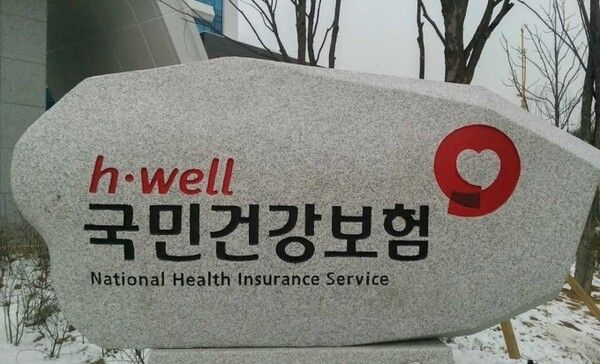 h·well
국민건강보험
National Health Insurance Service